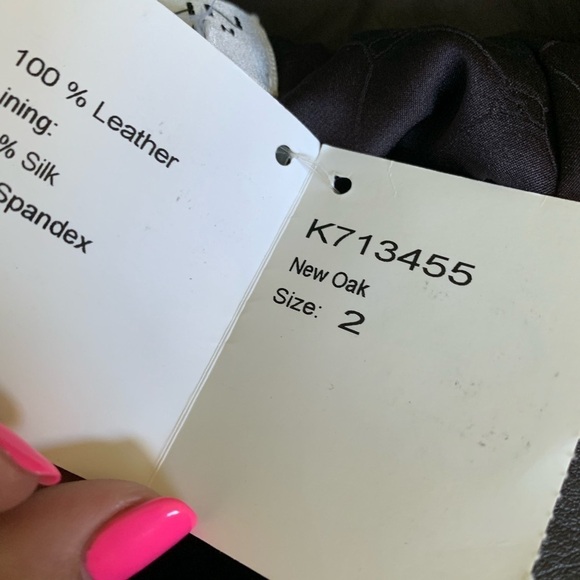 100 % Leather
ining:
% Silk
Spandex
K713455
New Oak
Size: 2